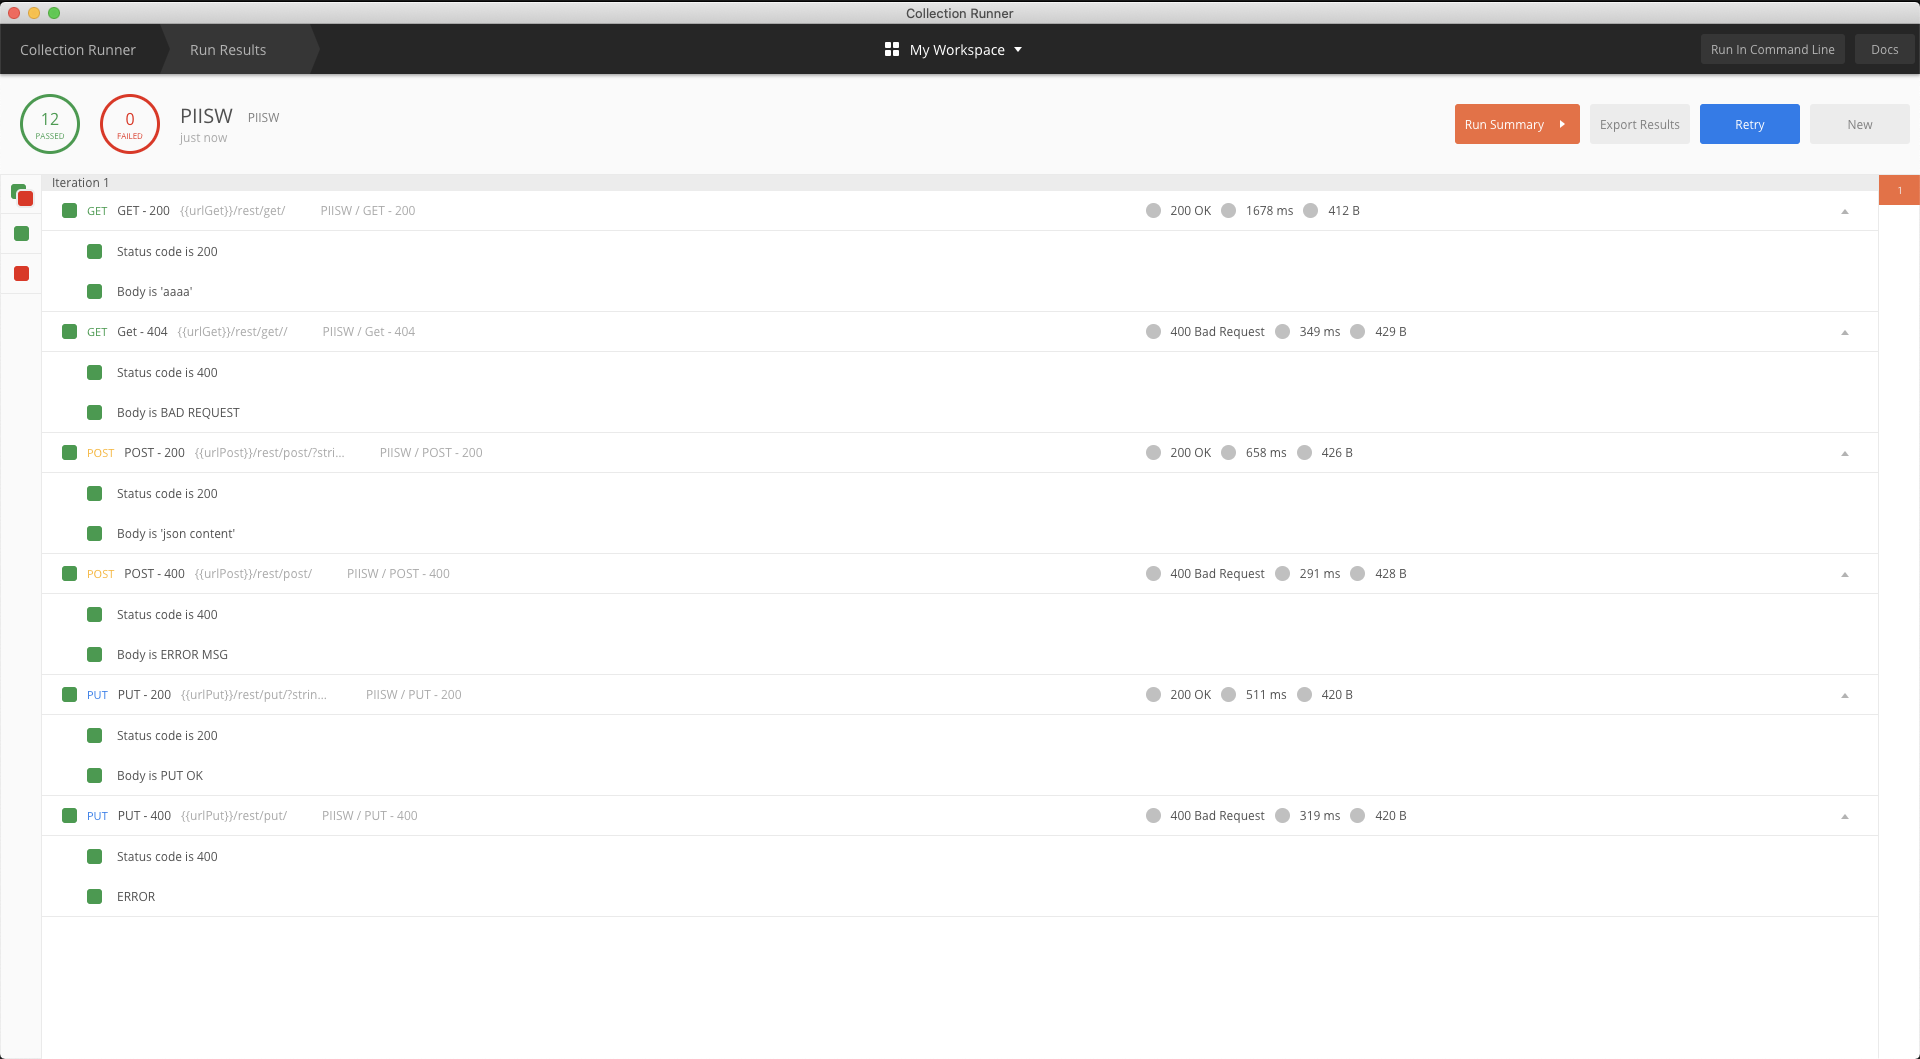 Collection Runner
Collection Runner Run Results My Workspace Run In Command Line Docs
12 PASSED 0 FAILED PIISW PIISW
just now
Run Summary Export Results Retry New
Iteration 1 1
GET GET - 200 {{urlGet}}/rest/get/ PIISW / GET - 200 200 OK 1678 ms 412 B
Status code is 200
Body is 'aaaa'
GET Get - 404 {{urlGet}}/rest/get// PIISW / Get - 404 400 Bad Request 349 ms 429 B
Status code is 400
Body is BAD REQUEST
POST POST - 200 {{urlPost}}/rest/post/?stri... PIISW / POST - 200 200 OK 658 ms 426 B
Status code is 200
Body is 'json content'
POST POST - 400 {{urlPost}}/rest/post/ PIISW / POST - 400 400 Bad Request 291 ms 428 B
Status code is 400
Body is ERROR MSG
PUT PUT - 200 {{urlPut}}/rest/put/?strin... PIISW / PUT - 200 200 OK 511 ms 420 B
Status code is 200
Body is PUT OK
PUT PUT - 400 {{urlPut}}/rest/put/ PIISW / PUT - 400 400 Bad Request 319 ms 420 B
Status code is 400
ERROR